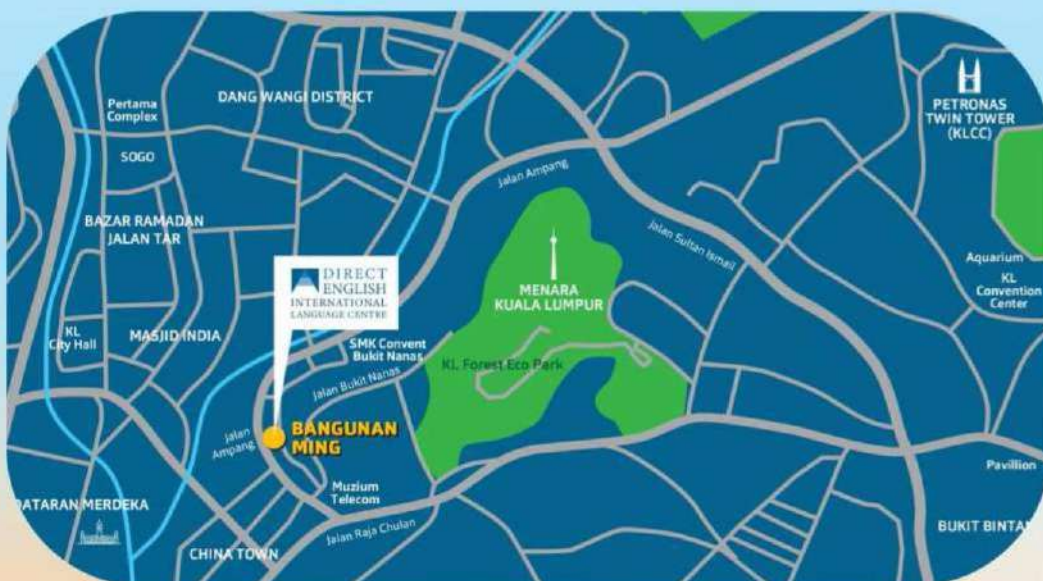 Pertama
Complex
DANG WANGI DISTRICT
PETRONAS
TWIN TOWER
(KLCC)
SOGO
Jalan Ampang
BAZAR RAMADAN
JALAN TAR
Jalan Sultan Ismail
Aquarium
KL
Convention
Center
DIRECT
ENGLISH
INTERNATIONAL
LANGUAGE CENTRE
MENARA
KUALA LUMPUR
KL
City Hall
MASJID INDIA
SMK Convent
Bukit Nanas
KL Forest Eco Park
Jalan Bukit Nanas
Jalan
Ampang
BANGUNAN
MING
Pavillion
Muzium
Telecom
DATARAN MERDEKA
Jalan Raja Chulan
BUKIT BINTA
CHINA TOWN